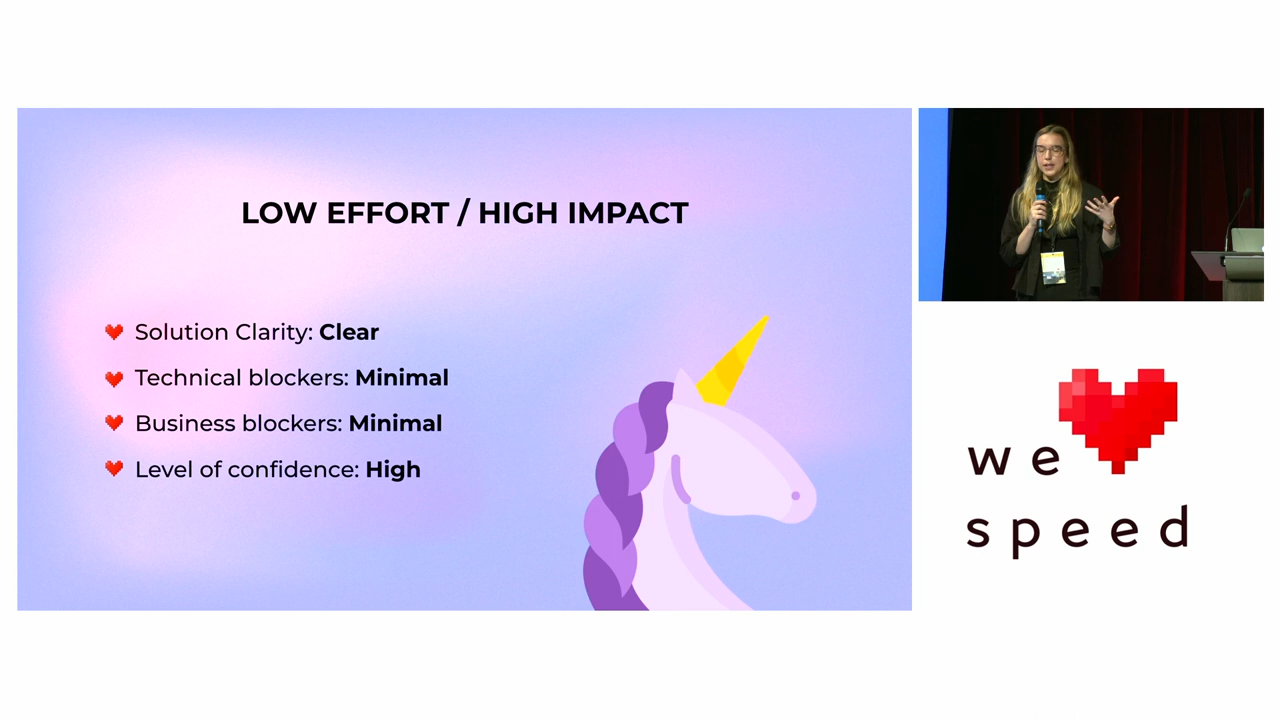 LOW EFFORT / HIGH IMPACT
Solution Clarity: Clear
Technical blockers: Minimal
Business blockers: Minimal
Level of confidence: High
we
speed